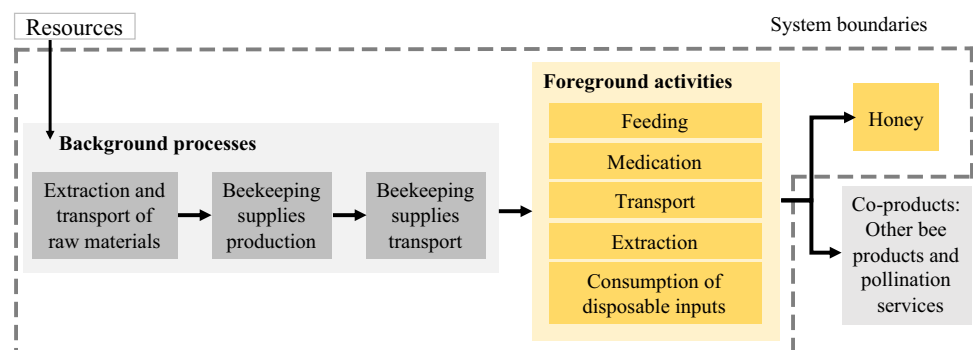 Resources
System boundaries
Background processes
Extraction and
transport of
raw materials
Beekeeping
supplies
production
Beekeeping
supplies
transport
Foreground activities
Feeding
Medication
Transport
Extraction
Consumption of
disposable inputs
Honey
Co-products:
Other bee
products and
pollination
services